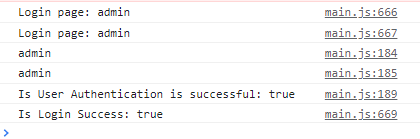 Login page: admin main.js:666
Login page: admin main.js:667
admin main.js:184
admin main.js:185
Is User Authentication is successful: true main.js:189
Is Login Success: true main.js:669